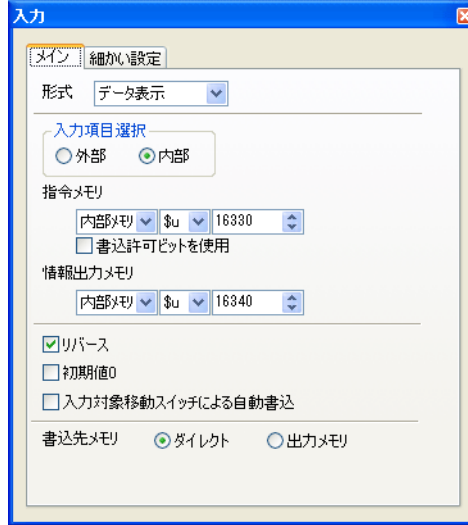 入力
メイン 細かい設定
形式 データ表示
入力項目選択
外部 内部
指令メモリ
内部メモリ $u 16330
書込許可ビットを使用
情報出力メモリ
内部メモリ $u 16340
リバース
初期値0
入力対象移動スイッチによる自動書込
書込先メモリ ダイレクト 出力メモリ